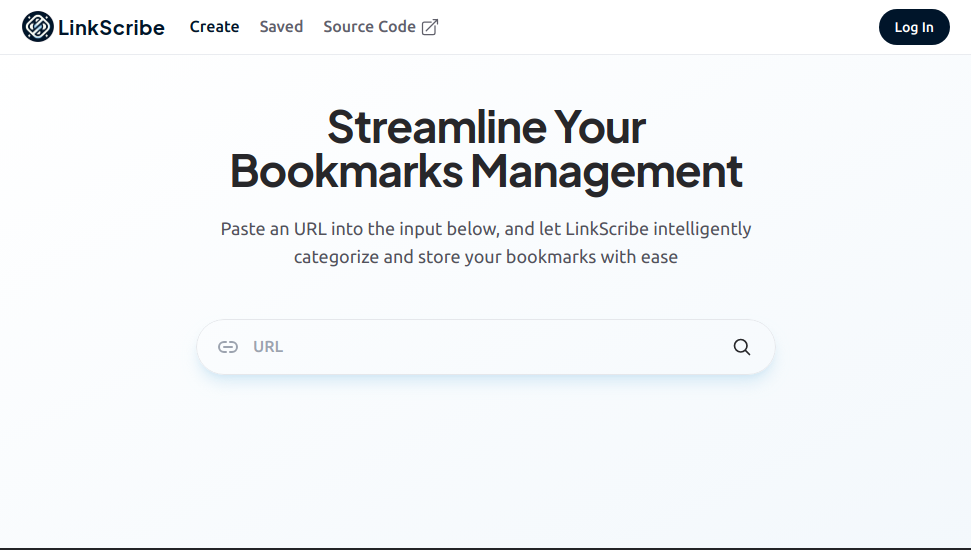 LinkScribe Create Saved Source Code Log In
Streamline Your
Bookmarks Management
Paste an URL into the input below, and let LinkScribe intelligently
categorize and store your bookmarks with ease
URL